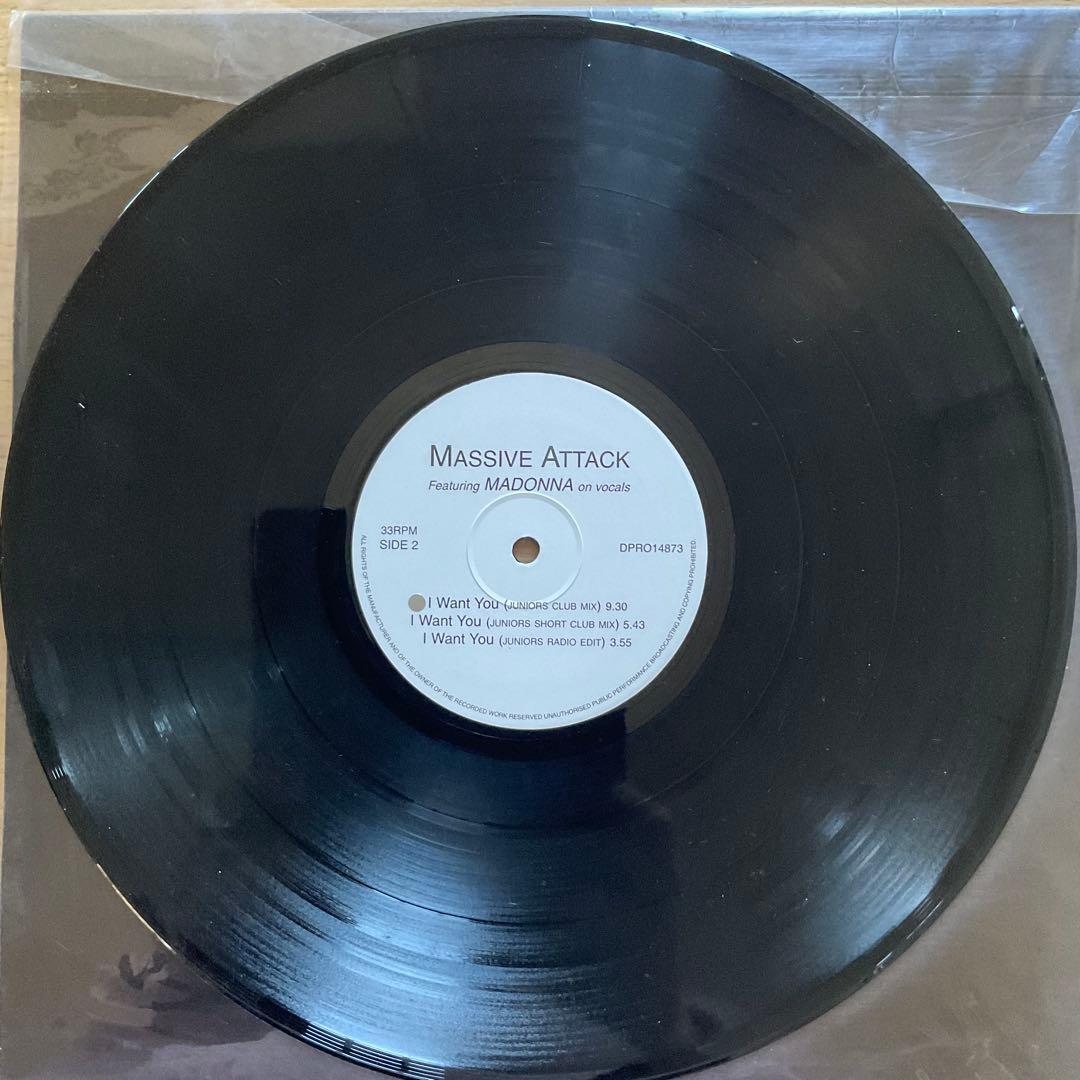 MASSIVE ATTACK
Featuring MADONNA on vocals
33RPM
SIDE 2
DPRO14873
I Want You (JUNIORS CLUB MIX) 9.30
I Want You (JUNIORS SHORT CLUB MIX) 5.43
I Want You (JUNIORS RADIO EDIT) 3.55
ALL RIGHTS OF THE MANUFACTURER AND OF THE OWNER OF THE RECORDED WORK RESERVED UNAUTHORISED PUBLIC PERFORMANCE BROADCASTING AND COPYING PROHIBITED.